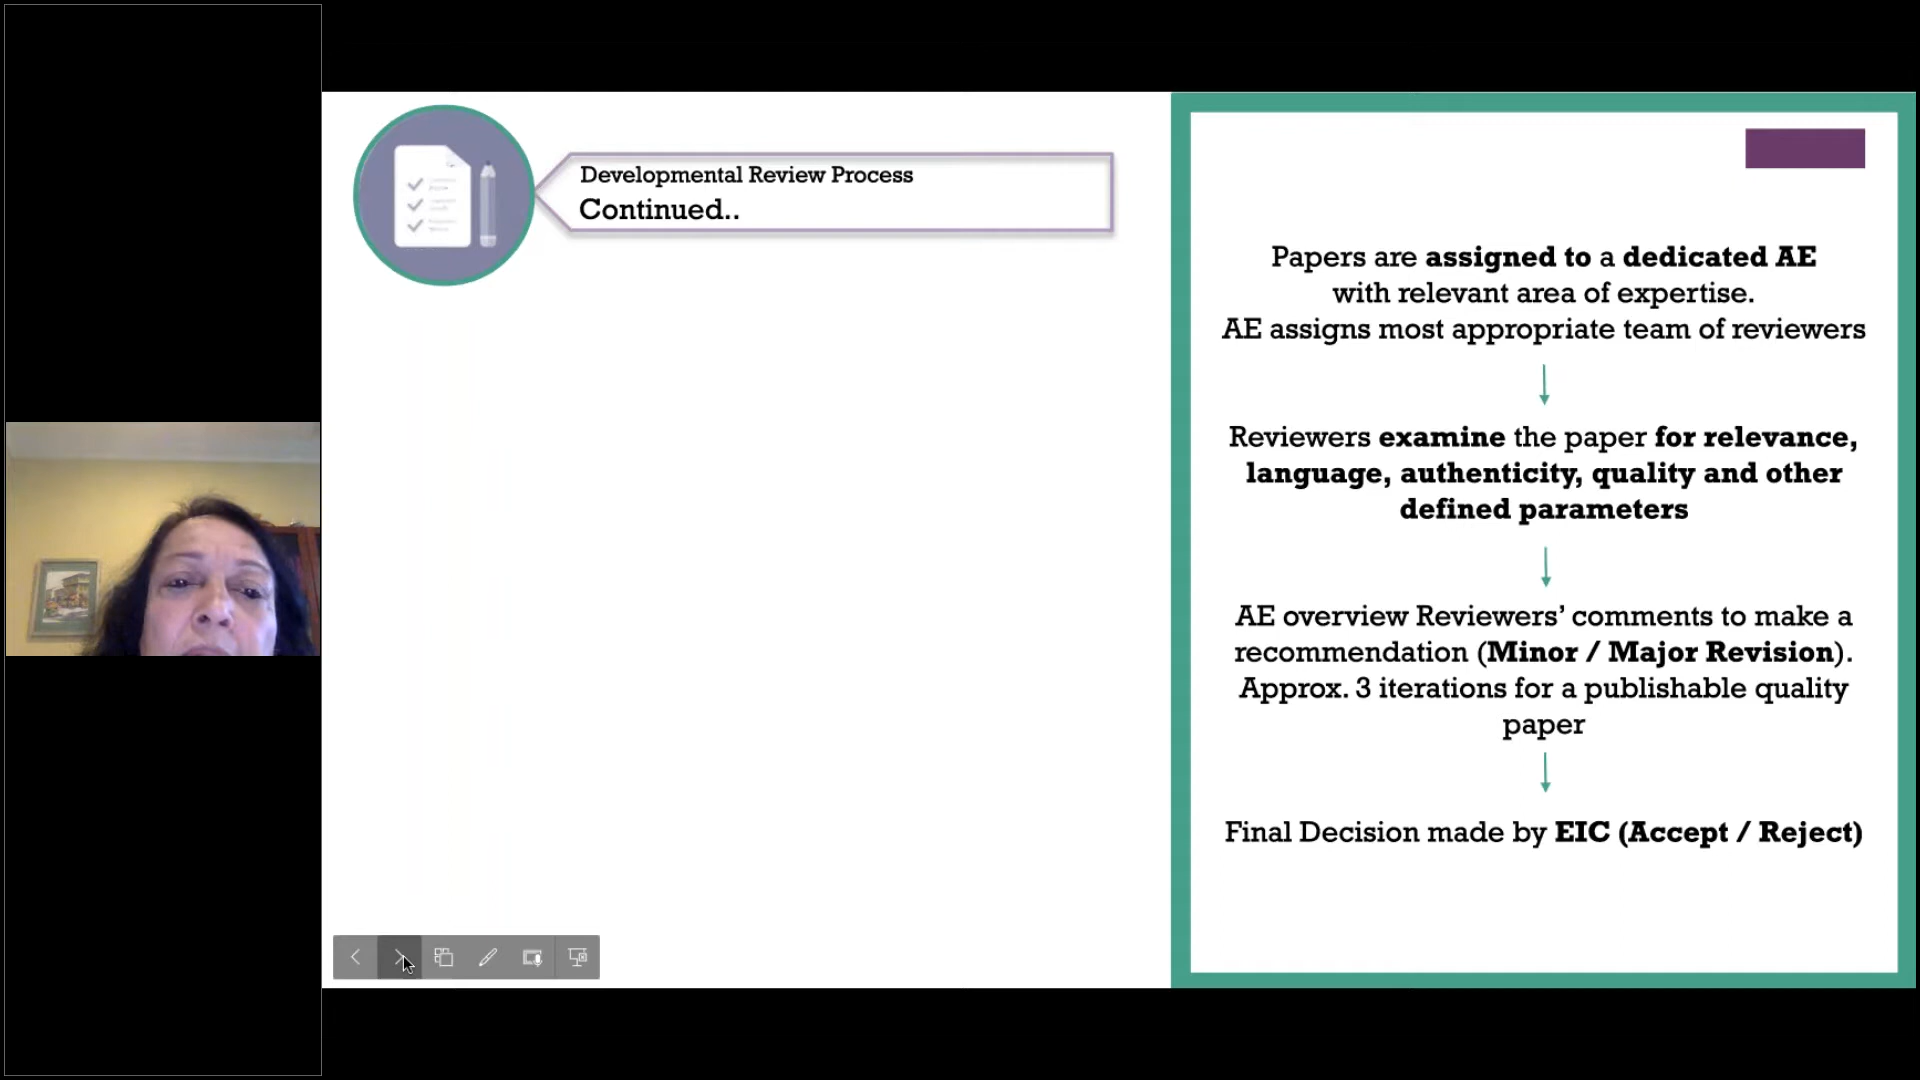 Developmental Review Process
Continued..
Papers are assigned to a dedicated AE
with relevant area of expertise.
AE assigns most appropriate team of reviewers
Reviewers examine the paper for relevance,
language, authenticity, quality and other
defined parameters
AE overview Reviewers’ comments to make a
recommendation (Minor / Major Revision).
Approx. 3 iterations for a publishable quality
paper
Final Decision made by EIC (Accept / Reject)